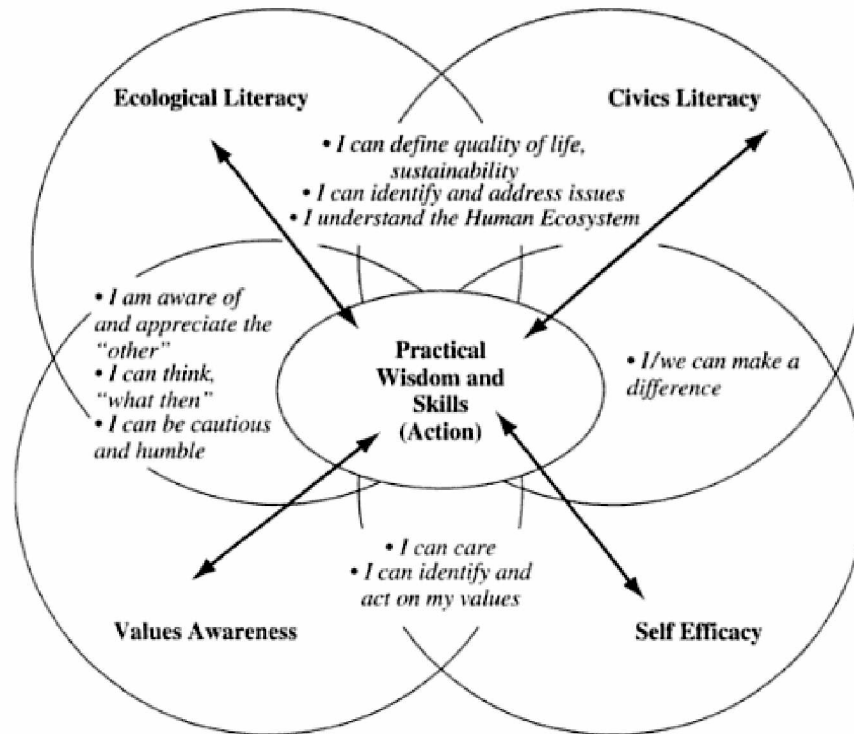 Ecological Literacy
Civics Literacy
• I can define quality of life,
sustainability
• I can identify and address issues
• I understand the Human Ecosystem
• I am aware of
and appreciate the
“other”
• I can think,
“what then”
• I can be cautious
and humble
Practical
Wisdom and
Skills
(Action)
• I/we can make a
difference
• I can care
• I can identify and
act on my values
Values Awareness
Self Efficacy